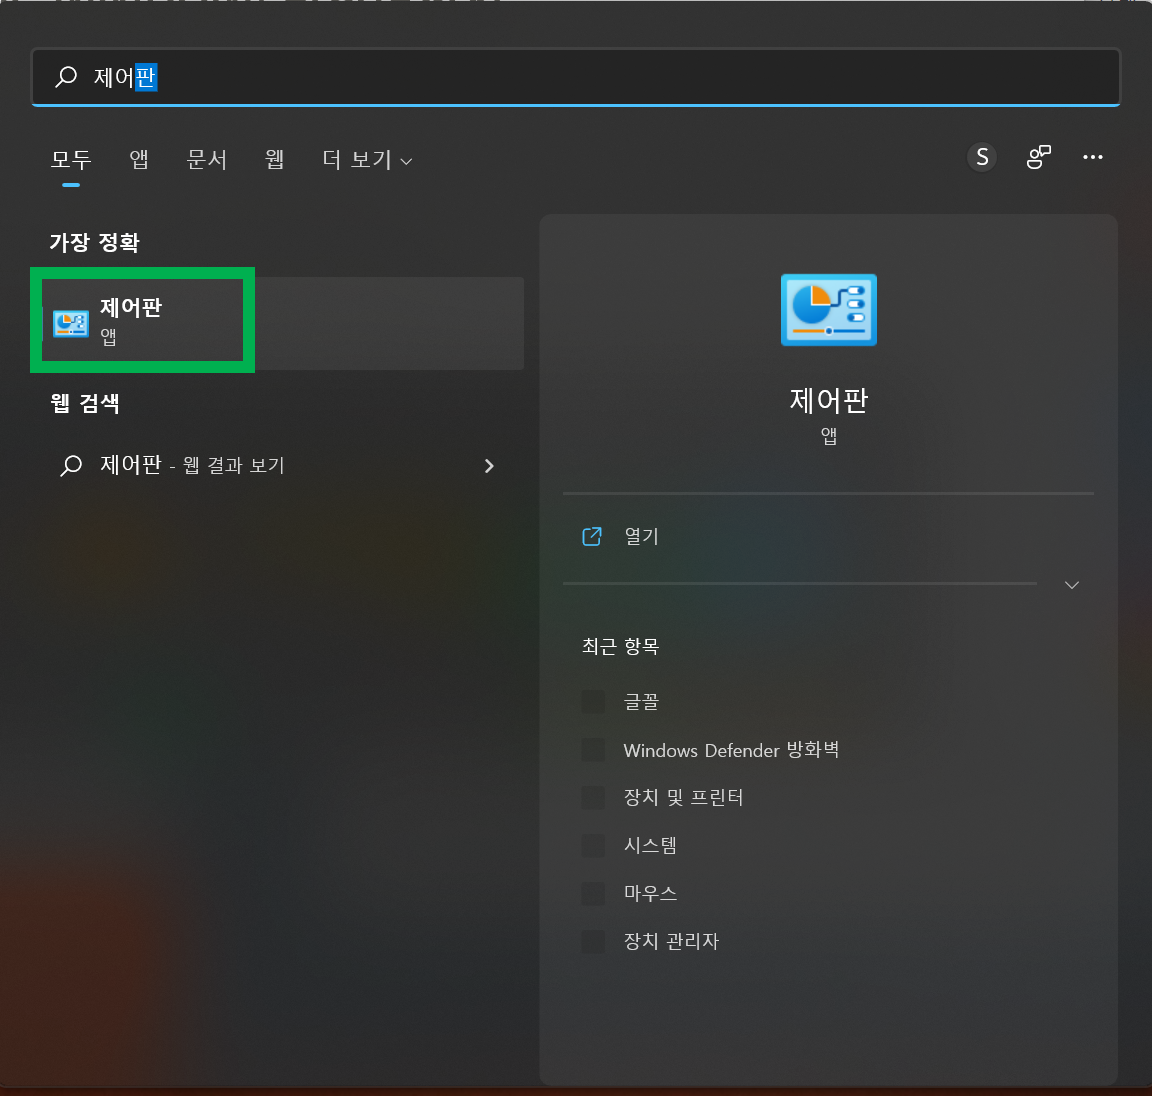 제어판
모두 앱 문서 웹 더 보기
S
가장 정확
제어판
앱
웹 검색
제어판 - 웹 결과 보기
제어판
앱
열기
최근 항목
글꼴
Windows Defender 방화벽
장치 및 프린터
시스템
마우스
장치 관리자